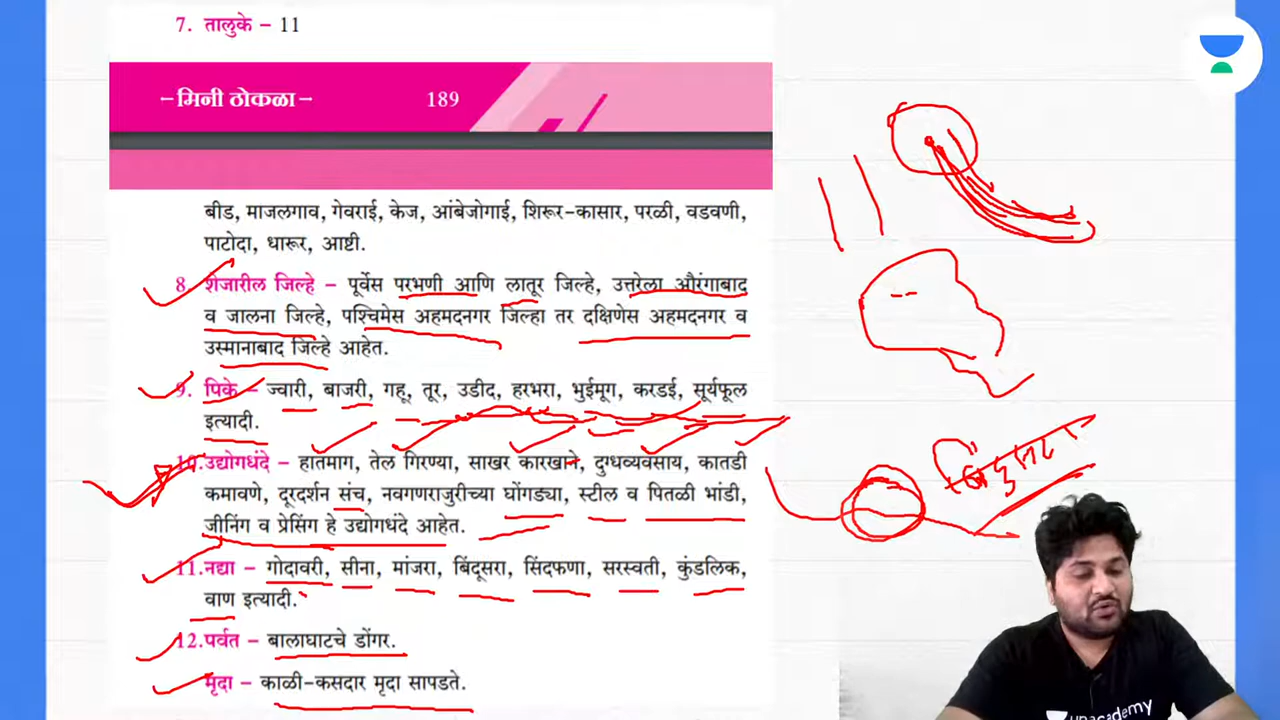 7. तालुके – 11
–मिनी ठोकळा– 189
बीड, माजलगाव, गेवराई, केज, आंबेजोगाई, शिरूर-कासार, परळी, वडवणी,
पाटोदा, धारूर, आष्टी.
8. शेजारील जिल्हे – पूर्वेस परभणी आणि लातूर जिल्हे, उत्तरेला औरंगाबाद
व जालना जिल्हे, पश्चिमेस अहमदनगर जिल्हा तर दक्षिणेस अहमदनगर व
उस्मानाबाद जिल्हे आहेत.
9. पिके – ज्वारी, बाजरी, गहू, तूर, उडीद, हरभरा, भुईमूग, करडई, सूर्यफूल
इत्यादी.
10. उद्योगधंदे – हातमाग, तेल गिरण्या, साखर कारखाने, दुग्धव्यवसाय, कातडी
कमावणे, दूरदर्शन संच, नवगणराजुरीच्या घोंगड्या, स्टील व पितळी भांडी,
जीनिंग व प्रेसिंग हे उद्योगधंदे आहेत.
11. नद्या – गोदावरी, सीना, मांजरा, बिंदूसरा, सिंदफणा, सरस्वती, कुंडलिक,
वाण इत्यादी.
12. पर्वत – बालाघाटचे डोंगर.
मृदा – काळी-कसदार मृदा सापडते.
11